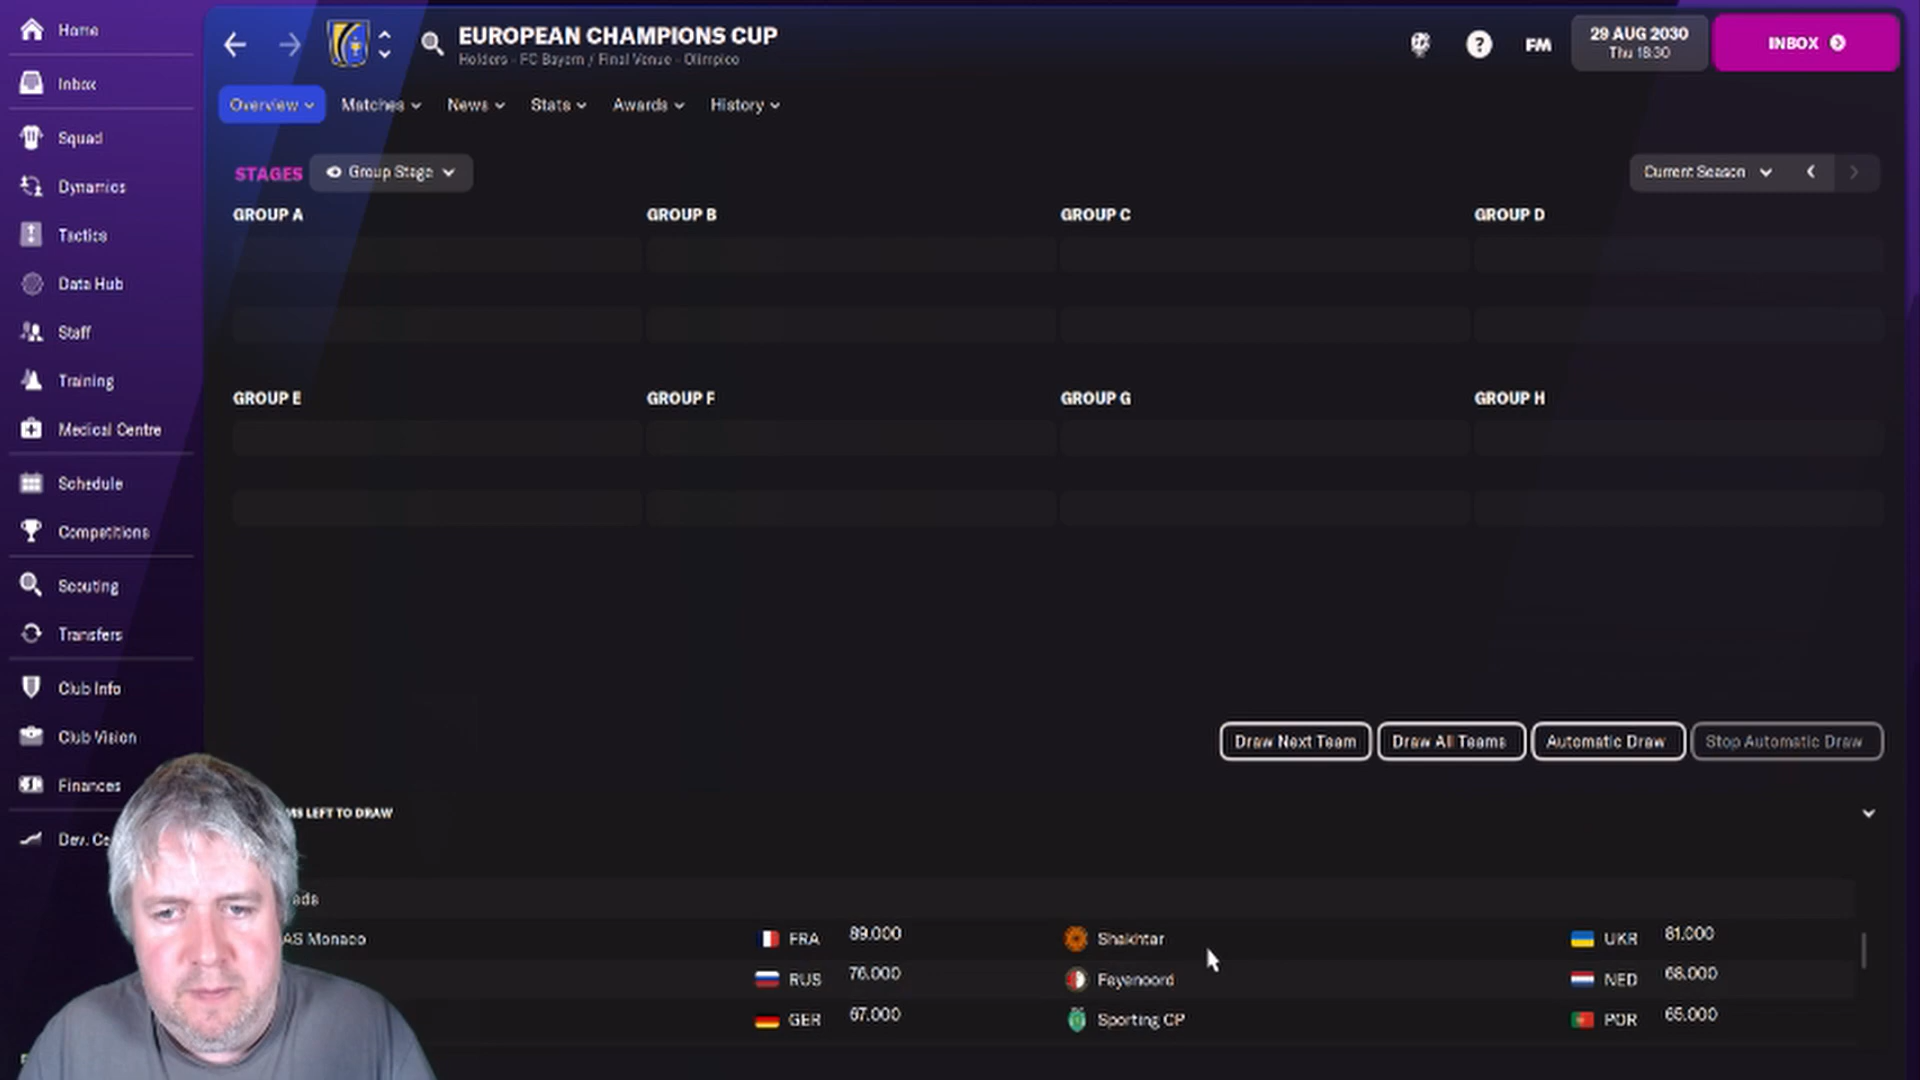 Home
Inbox
Squad
Dynamics
Tactics
Data Hub
Staff
Training
Medical Centre
Schedule
Competitions
Scouting
Transfers
Club Info
Club Vision
Finances
Dev. Ce
EUROPEAN CHAMPIONS CUP
Holders - FC Bayern / Final Venue - Olimpico
FM
29 AUG 2030
Thu 18:30
INBOX
Overview Matches News Stats Awards History
STAGES Group Stage
Current Season
GROUP A GROUP B GROUP C GROUP D
GROUP E GROUP F GROUP G GROUP H
Draw Next Team Draw All Teams Automatic Draw Stop Automatic Draw
MS LEFT TO DRAW
eds
AS Monaco FRA 89.000 Shakhtar UKR 81.000
RUS 76.000 Feyenoord NED 68.000
GER 67.000 Sporting CP POR 65.000